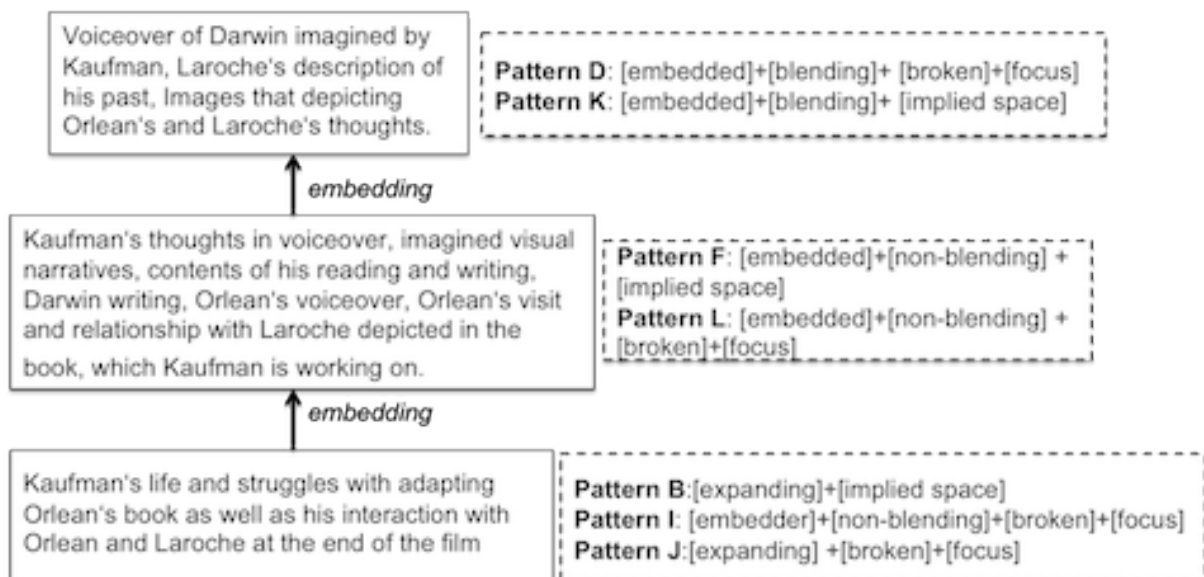 Voiceover of Darwin imagined by
Kaufman, Laroche's description of
his past, Images that depicting
Orlean's and Laroche's thoughts.
Pattern D: [embedded]+[blending]+ [broken]+[focus]
Pattern K: [embedded]+[blending]+ [implied space]
embedding
Kaufman's thoughts in voiceover, imagined visual
narratives, contents of his reading and writing,
Darwin writing, Orlean's voiceover, Orlean's visit
and relationship with Laroche depicted in the
book, which Kaufman is working on.
Pattern F: [embedded]+[non-blending] +
[implied space]
Pattern L: [embedded]+[non-blending] +
[broken]+[focus]
embedding
Kaufman's life and struggles with adapting
Orlean's book as well as his interaction with
Orlean and Laroche at the end of the film
Pattern B:[expanding]+[implied space]
Pattern I: [embedder]+[non-blending]+[broken]+[focus]
Pattern J:[expanding] +[broken]+[focus]